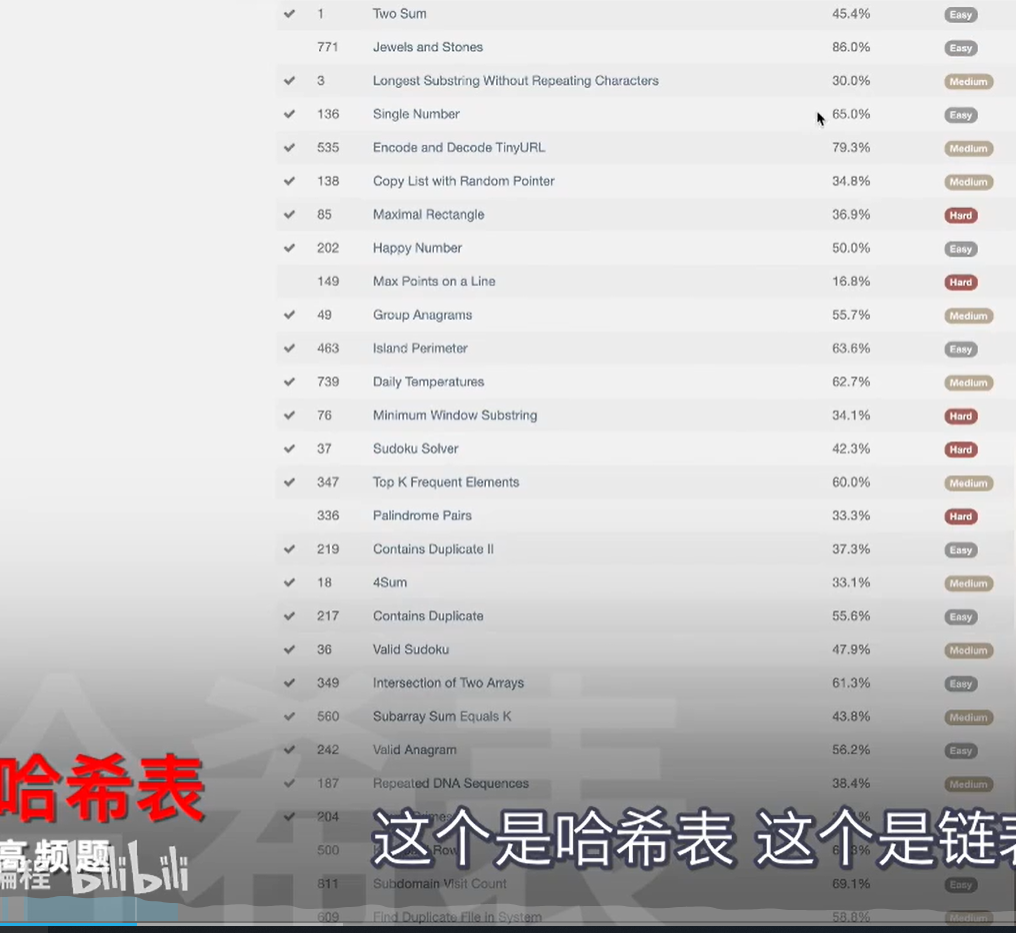 ✔ 1 Two Sum 45.4% Easy
771 Jewels and Stones 86.0% Easy
✔ 3 Longest Substring Without Repeating Characters 30.0% Medium
✔ 136 Single Number 65.0% Easy
✔ 535 Encode and Decode TinyURL 79.3% Medium
✔ 138 Copy List with Random Pointer 34.8% Medium
✔ 85 Maximal Rectangle 36.9% Hard
✔ 202 Happy Number 50.0% Easy
149 Max Points on a Line 16.8% Hard
✔ 49 Group Anagrams 55.7% Medium
✔ 463 Island Perimeter 63.6% Easy
✔ 739 Daily Temperatures 62.7% Medium
✔ 76 Minimum Window Substring 34.1% Hard
✔ 37 Sudoku Solver 42.3% Hard
✔ 347 Top K Frequent Elements 60.0% Medium
336 Palindrome Pairs 33.3% Hard
✔ 219 Contains Duplicate II 37.3% Easy
✔ 18 4Sum 33.1% Medium
✔ 217 Contains Duplicate 55.6% Easy
✔ 36 Valid Sudoku 47.9% Medium
✔ 349 Intersection of Two Arrays 61.3% Easy
✔ 560 Subarray Sum Equals K 43.8% Medium
✔ 242 Valid Anagram 56.2% Easy
✔ 187 Repeated DNA Sequences 38.4% Medium
哈希表
哈希表
✔ 204
这个是哈希表 这个是链表
高频题
编程 bilibili
500 Row
811 Subdomain Visit Count 69.1% Easy
609 Find Duplicate File in System 58.8% Medium